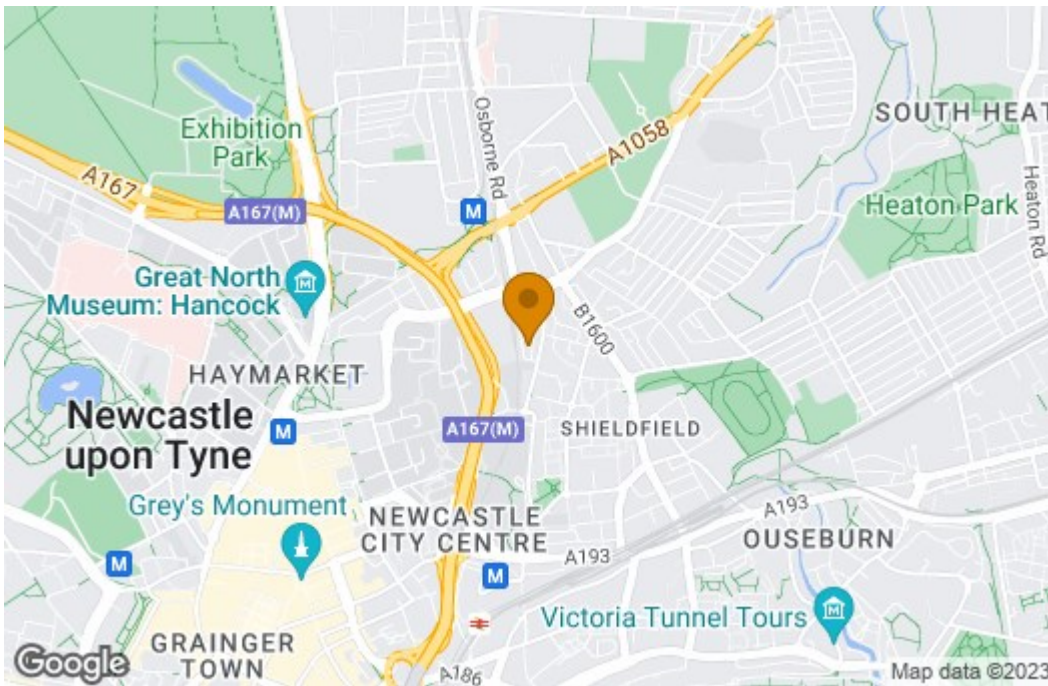 Osborne Rd
A1058
SOUTH HEAT
Exhibition
Park
A167
A167(M)
M
Heaton Park
Heaton Rd
Great North
Museum: Hancock
B1600
HAYMARKET
Newcastle
upon Tyne
M
A167(M)
SHIELDFIELD
Grey's Monument
NEWCASTLE
CITY CENTRE
A193
A193
OUSEBURN
M
M
Victoria Tunnel Tours
GRAINGER
TOWN
A186
Google
Map data ©2023